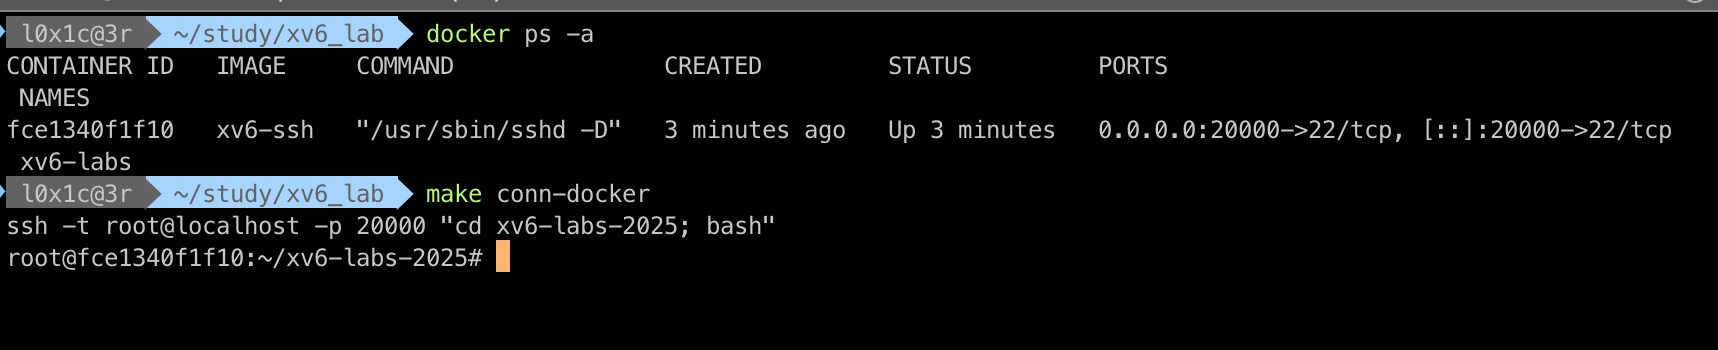 l0x1c@3r ~/study/xv6_lab docker ps -a
CONTAINER ID   IMAGE     COMMAND               CREATED         STATUS         PORTS
 NAMES
fce1340f1f10   xv6-ssh   "/usr/sbin/sshd -D"   3 minutes ago   Up 3 minutes   0.0.0.0:20000->22/tcp, [::]:20000->22/tcp
 xv6-labs
l0x1c@3r ~/study/xv6_lab make conn-docker
ssh -t root@localhost -p 20000 "cd xv6-labs-2025; bash"
root@fce1340f1f10:~/xv6-labs-2025#